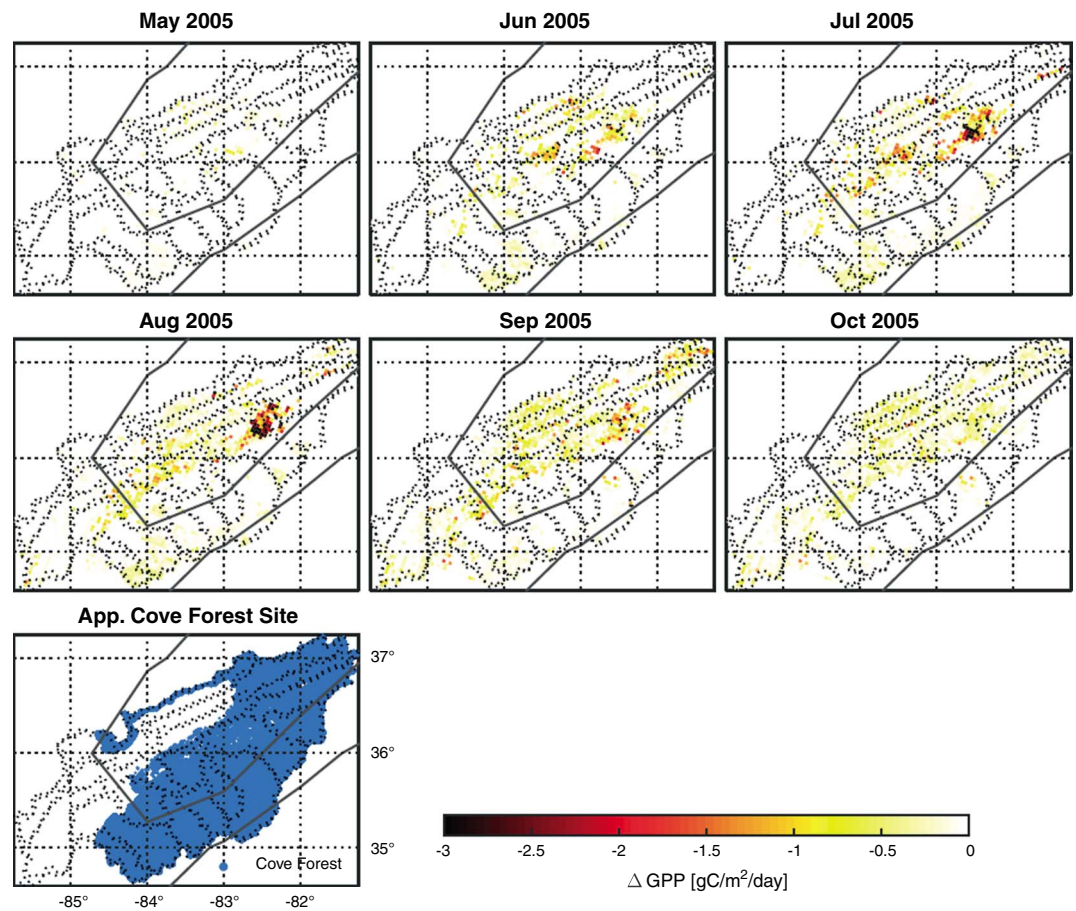 May 2005 Jun 2005 Jul 2005
Aug 2005 Sep 2005 Oct 2005
App. Cove Forest Site
37°
36°
35°
Cove Forest
-85° -84° -83° -82°
-3 -2.5 -2 -1.5 -1 -0.5 0
Δ GPP [gC/m²/day]